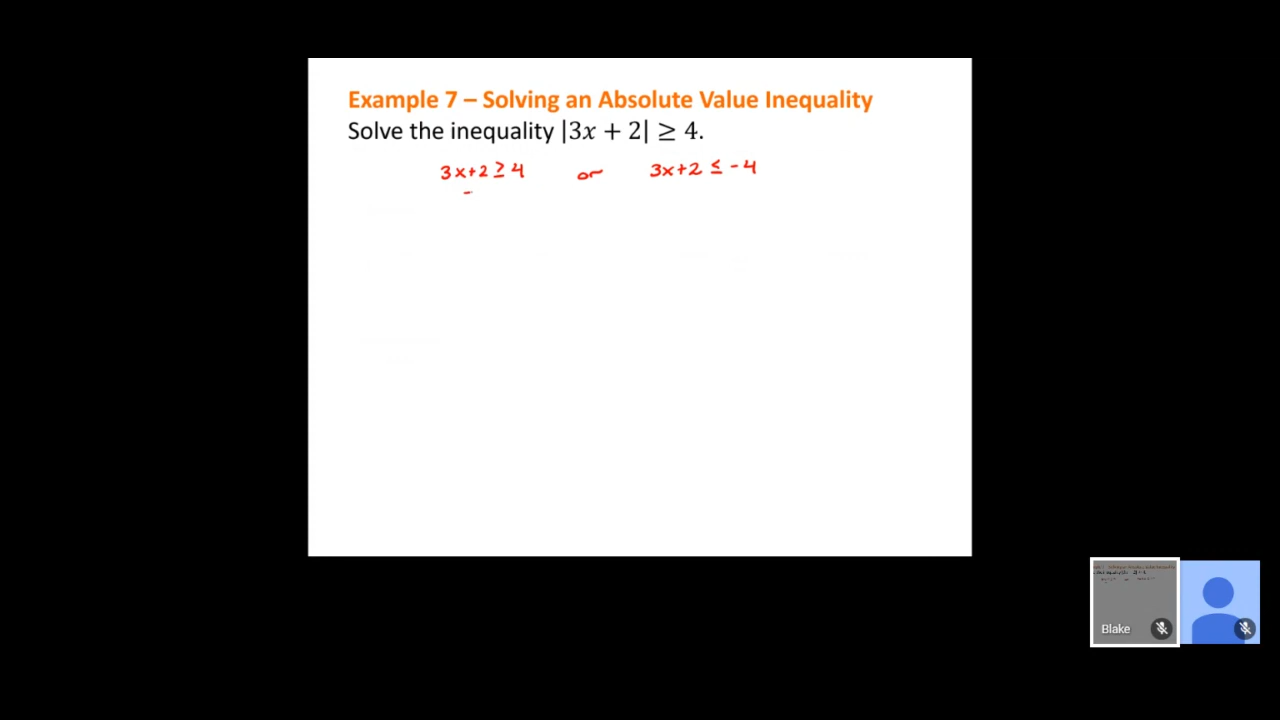 Example 7 – Solving an Absolute Value Inequality
Solve the inequality |3x + 2| ≥ 4.
3x+2 ≥ 4 or 3x+2 ≤ -4
-
Blake